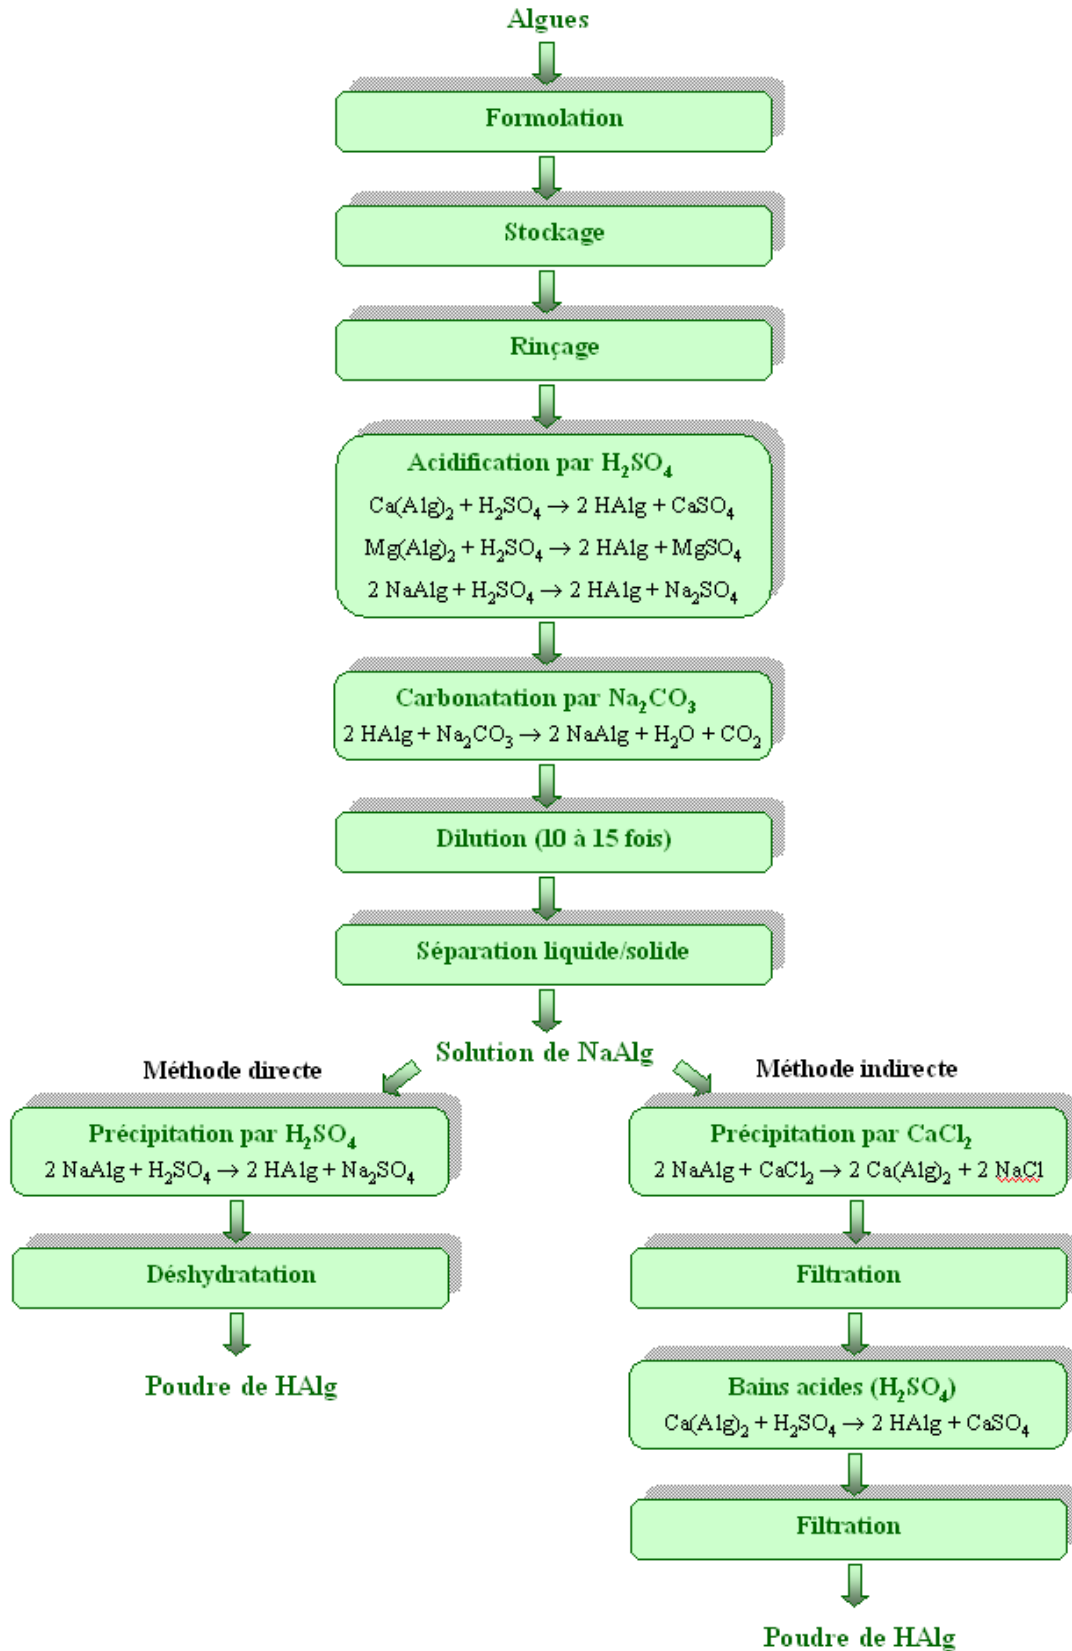 Algues
Formolation
Stockage
Rinçage
Acidification par H₂SO₄
Ca(Alg)₂ + H₂SO₄ → 2 HAlg + CaSO₄
Mg(Alg)₂ + H₂SO₄ → 2 HAlg + MgSO₄
2 NaAlg + H₂SO₄ → 2 HAlg + Na₂SO₄
Carbonatation par Na₂CO₃
2 HAlg + Na₂CO₃ → 2 NaAlg + H₂O + CO₂
Dilution (10 à 15 fois)
Séparation liquide/solide
Solution de NaAlg
Méthode directe
Précipitation par H₂SO₄
2 NaAlg + H₂SO₄ → 2 HAlg + Na₂SO₄
Déshydratation
Poudre de HAlg
Méthode indirecte
Précipitation par CaCl₂
2 NaAlg + CaCl₂ → 2 Ca(Alg)₂ + 2 NaCl
Filtration
Bains acides (H₂SO₄)
Ca(Alg)₂ + H₂SO₄ → 2 HAlg + CaSO₄
Filtration
Poudre de HAlg